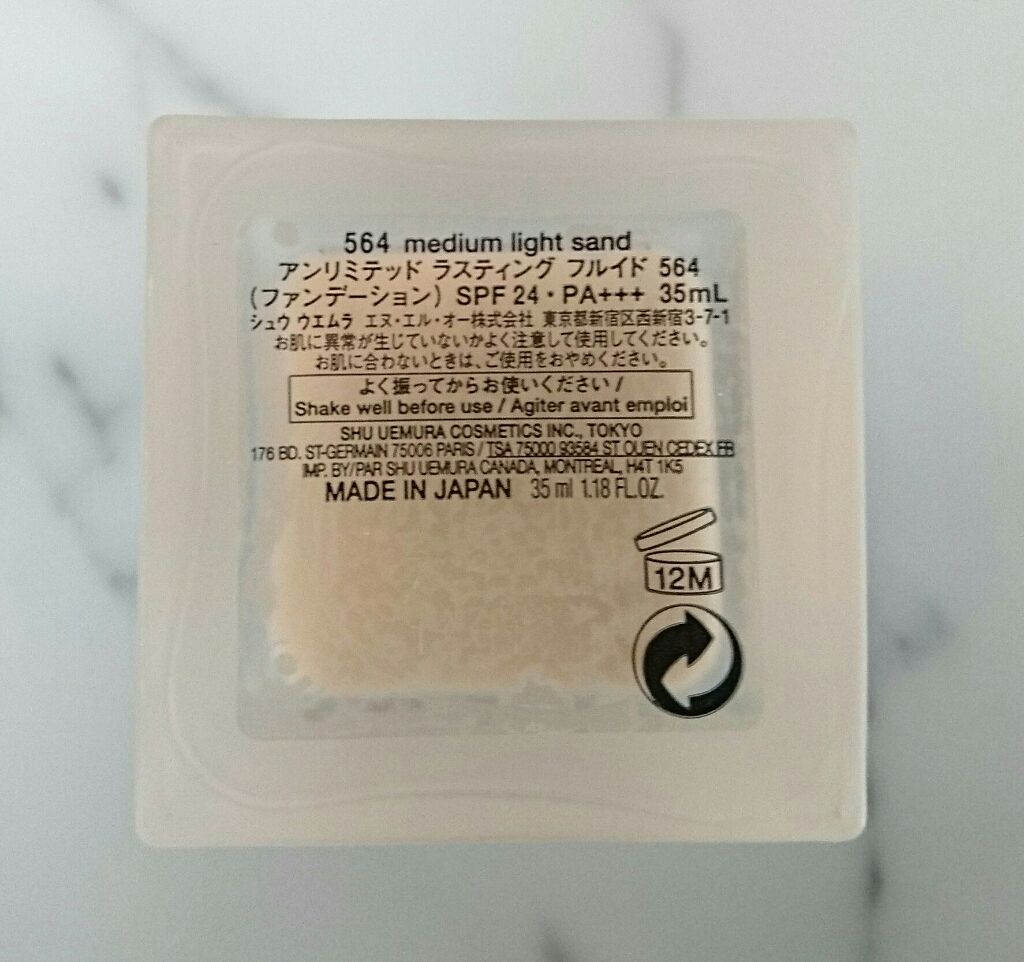 564 medium light sand
アンリミテッド ラスティング フルイド 564
(ファンデーション) SPF 24・PA+++ 35mL
シュウ ウエムラ エヌ・エル・オー株式会社 東京都新宿区西新宿3-7-1
お肌に異常が生じていないかよく注意して使用してください。
お肌に合わないときは、ご使用をおやめください。
よく振ってからお使いください /
Shake well before use / Agiter avant emploi
SHU UEMURA COSMETICS INC., TOKYO
176 BD. ST-GERMAIN 75006 PARIS / TSA 75000 93584 ST OUEN CEDEX FR
IMP. BY/PAR SHU UEMURA CANADA, MONTREAL, H4T 1K5
MADE IN JAPAN 35 ml 1.18 FL.OZ.
12M